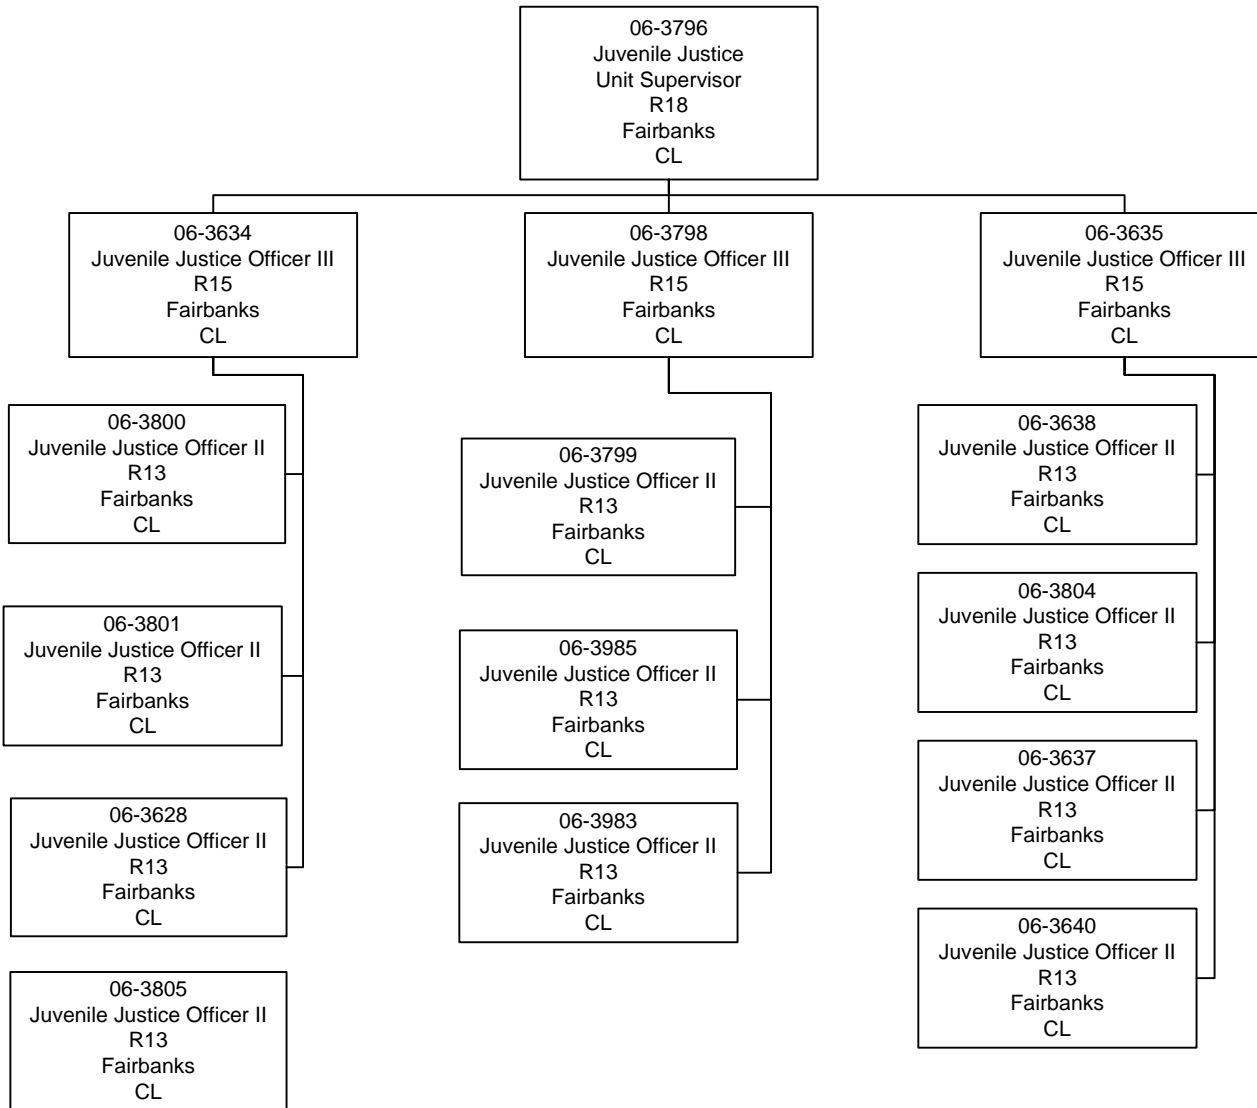 06-3796
Juvenile Justice
Unit Supervisor
R18
Fairbanks
CL
06-3634
Juvenile Justice Officer III
R15
Fairbanks
CL
06-3798
Juvenile Justice Officer III
R15
Fairbanks
CL
06-3635
Juvenile Justice Officer III
R15
Fairbanks
CL
06-3800
Juvenile Justice Officer II
R13
Fairbanks
CL
06-3801
Juvenile Justice Officer II
R13
Fairbanks
CL
06-3628
Juvenile Justice Officer II
R13
Fairbanks
CL
06-3805
Juvenile Justice Officer II
R13
Fairbanks
CL
06-3799
Juvenile Justice Officer II
R13
Fairbanks
CL
06-3985
Juvenile Justice Officer II
R13
Fairbanks
CL
06-3983
Juvenile Justice Officer II
R13
Fairbanks
CL
06-3638
Juvenile Justice Officer II
R13
Fairbanks
CL
06-3804
Juvenile Justice Officer II
R13
Fairbanks
CL
06-3637
Juvenile Justice Officer II
R13
Fairbanks
CL
06-3640
Juvenile Justice Officer II
R13
Fairbanks
CL